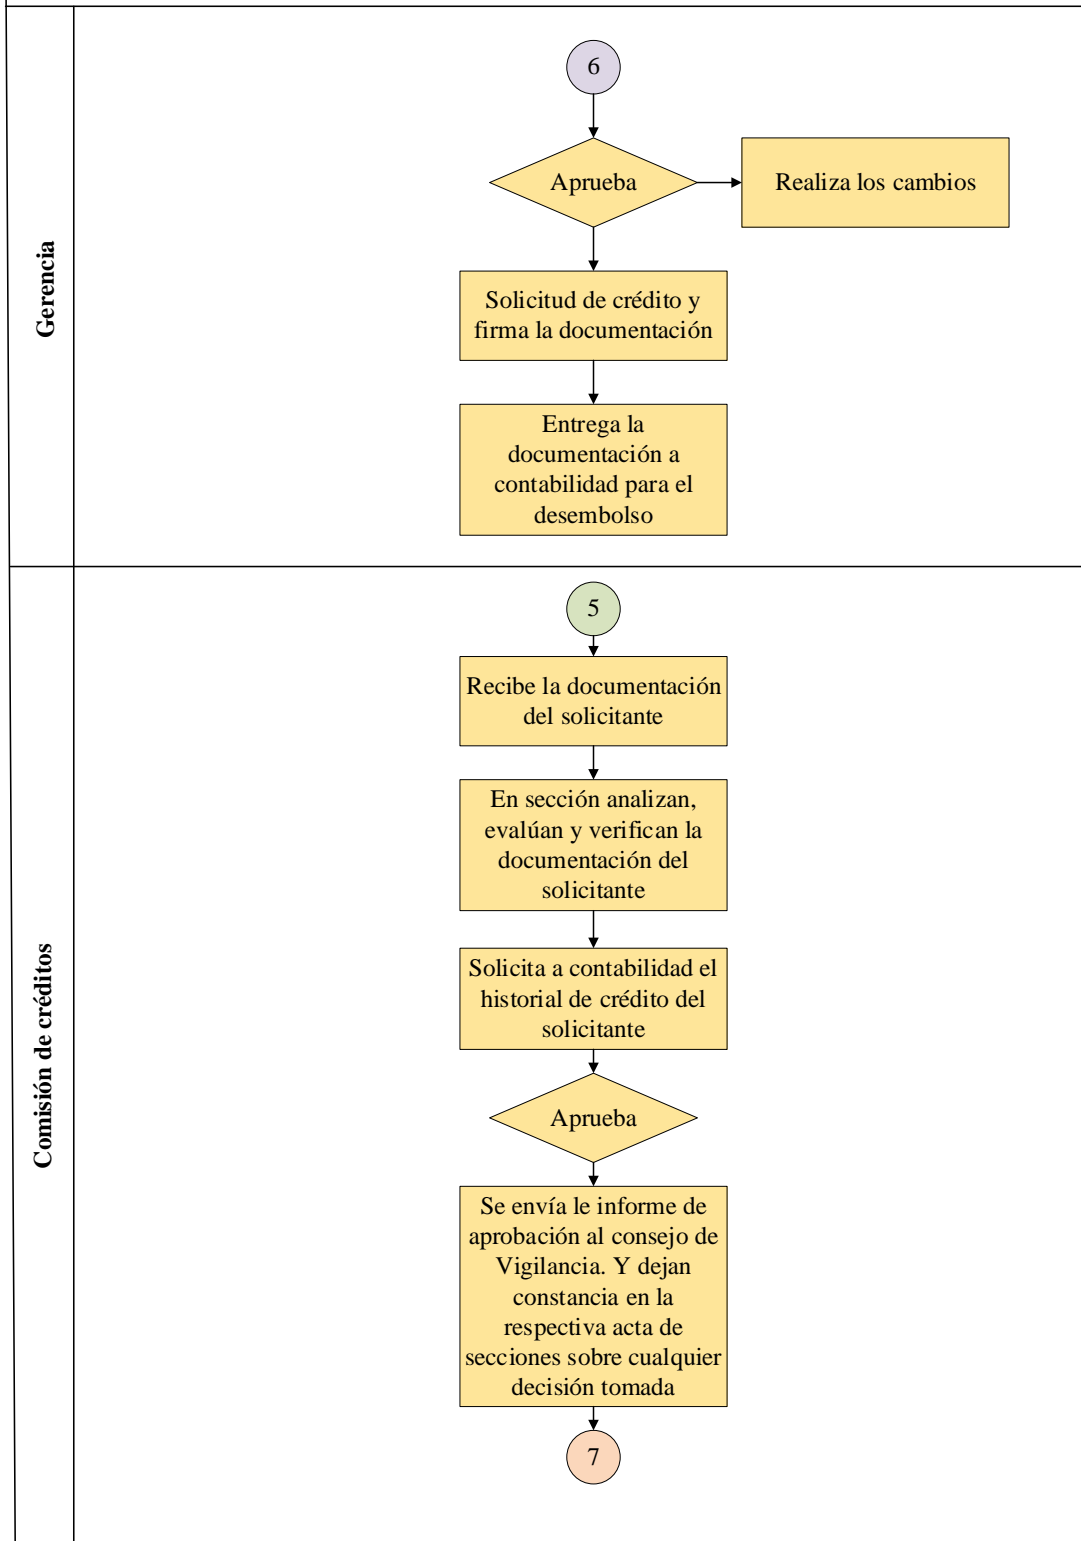 Gerencia
6
Aprueba
Realiza los cambios
Solicitud de crédito y
firma la documentación
Entrega la
documentación a
contabilidad para el
desembolso
Comisión de créditos
5
Recibe la documentación
del solicitante
En sección analizan,
evalúan y verifican la
documentación del
solicitante
Solicita a contabilidad el
historial de crédito del
solicitante
Aprueba
Se envía le informe de
aprobación al consejo de
Vigilancia. Y dejan
constancia en la
respectiva acta de
secciones sobre cualquier
decisión tomada
7